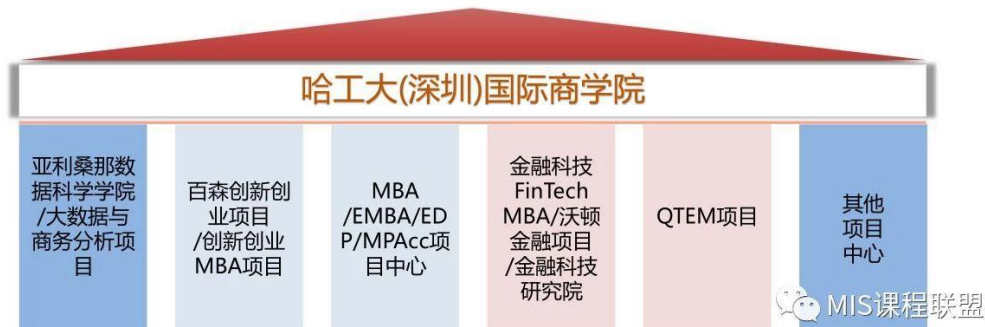 哈工大(深圳)国际商学院
亚利桑那数
据科学学院
/大数据与
商务分析项
目
百森创新创
业项目
/创新创业
MBA项目
MBA
/EMBA/ED
P/MPAcc项
目中心
金融科技
FinTech
MBA/沃顿
金融项目
/金融科技
研究院
QTEM项目
其他
项目
中心
MIS课程联盟